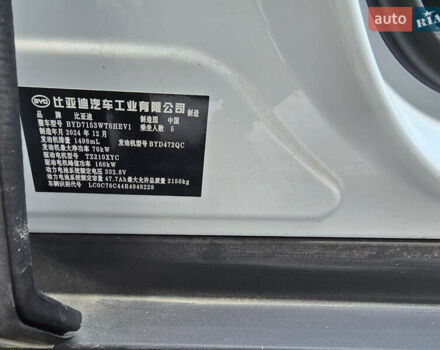 auto RIA
BYD 比亚迪汽车工业有限公司 制造
品 牌 比亚迪 制造国 中国
整车型号 BYD7153WT6HEV1 乘坐人数 5
制造年月 2024年12月
发动机排量 1498mL 发动机型号 BYD472QC
发动机最大净功率 70kW
驱动电机型号 TZ210XYC
驱动电机峰值功率 160kW
动力电池系统额定电压 332.8V
动力电池系统额定容量 47.7Ah 最大允许总质量 2150kg
车辆识别代号 LC0C76C44R4948228